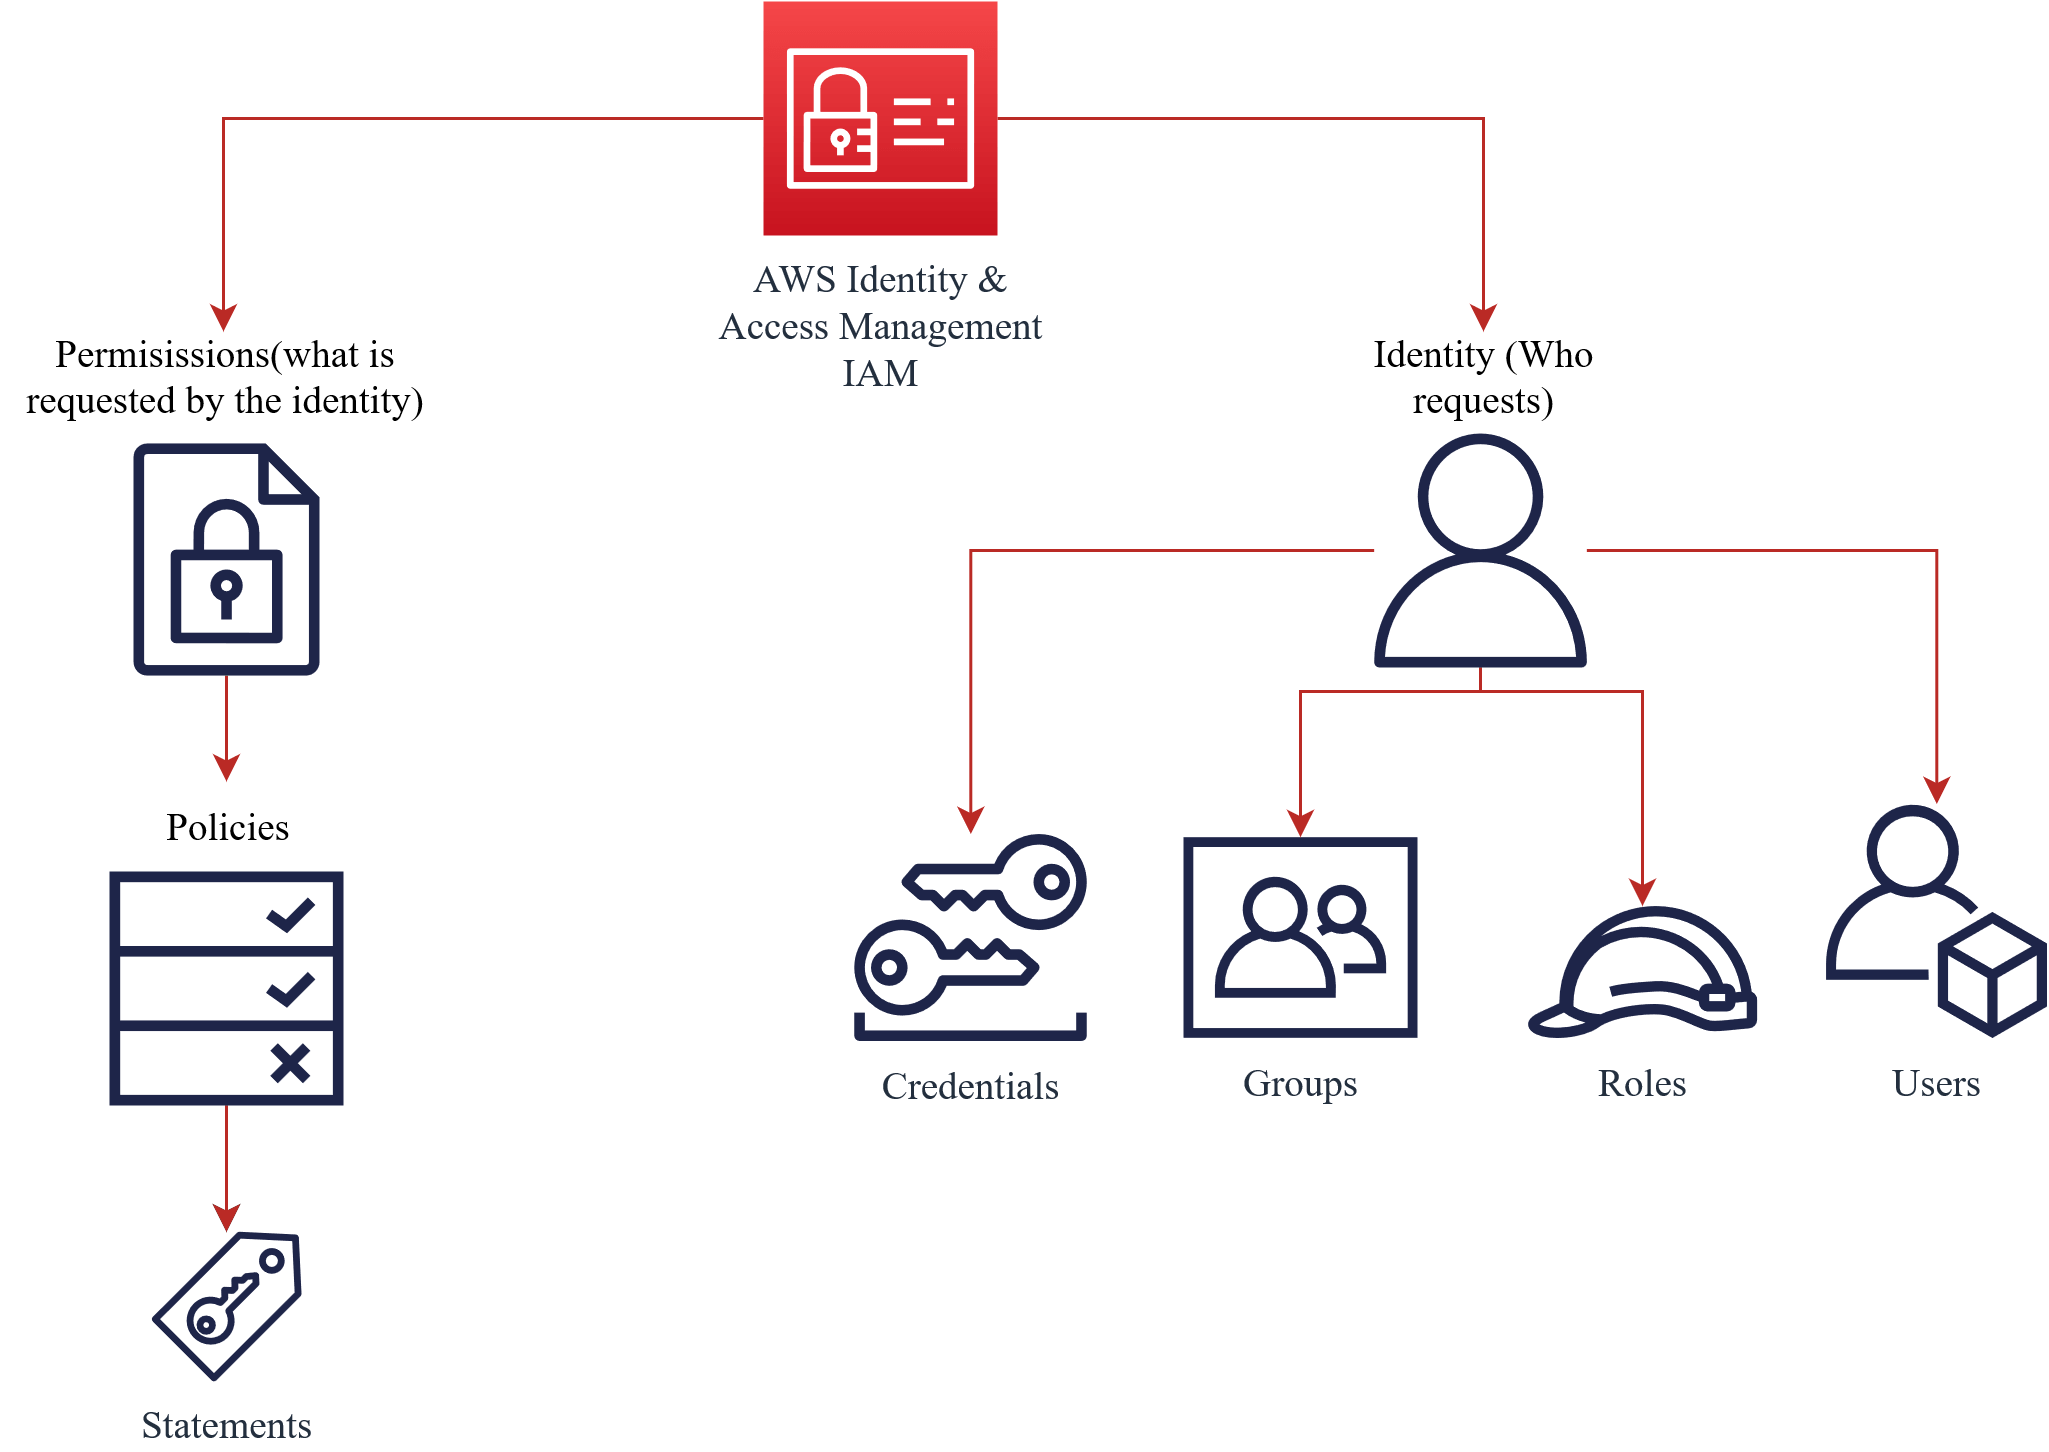 AWS Identity &
Access Management
IAM
Permisissions(what is
requested by the identity)
Identity (Who
requests)
Policies
Credentials
Groups
Roles
Users
Statements